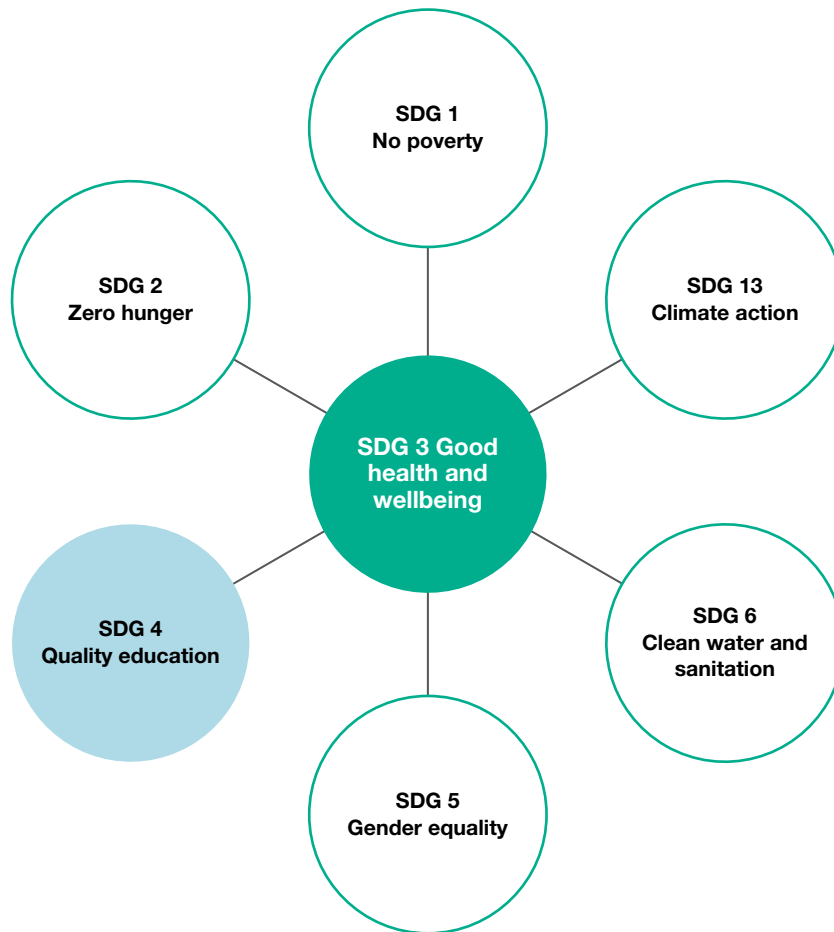 SDG 1
No poverty
SDG 2
Zero hunger
SDG 13
Climate action
SDG 3 Good
health and
wellbeing
SDG 4
Quality education
SDG 6
Clean water and
sanitation
SDG 5
Gender equality